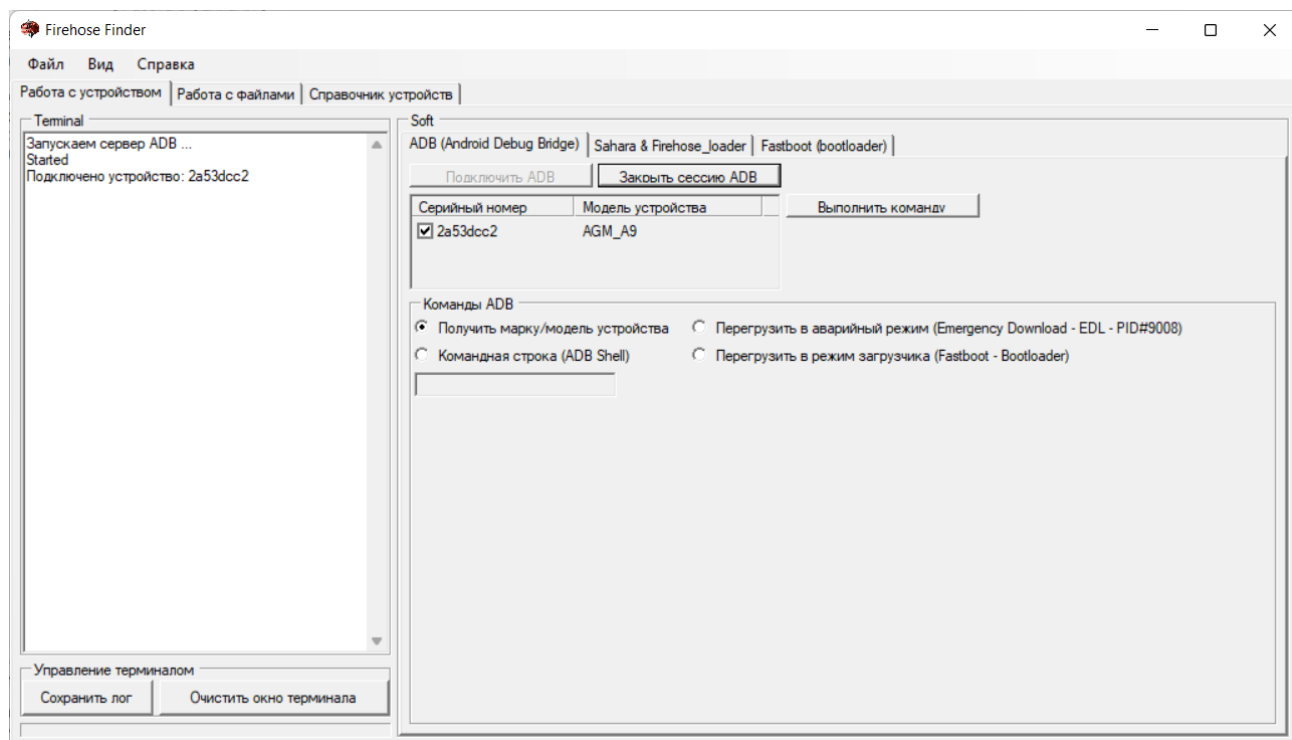 Firehose Finder
Файл Вид Справка
Работа с устройством Работа с файлами Справочник устройств
Terminal
Запускаем сервер ADB ...
Started
Подключено устройство: 2a53dcc2
Управление терминалом
Сохранить лог Очистить окно терминала
Soft
ADB (Android Debug Bridge) Sahara & Firehose_loader Fastboot (bootloader)
Подключить ADB Закрыть сессию ADB
Серийный номер Модель устройства Выполнить команду
2a53dcc2 AGM_A9
Команды ADB
Получить марку/модель устройства Перегрузить в аварийный режим (Emergency Download - EDL - PID#9008)
Командная строка (ADB Shell) Перегрузить в режим загрузчика (Fastboot - Bootloader)